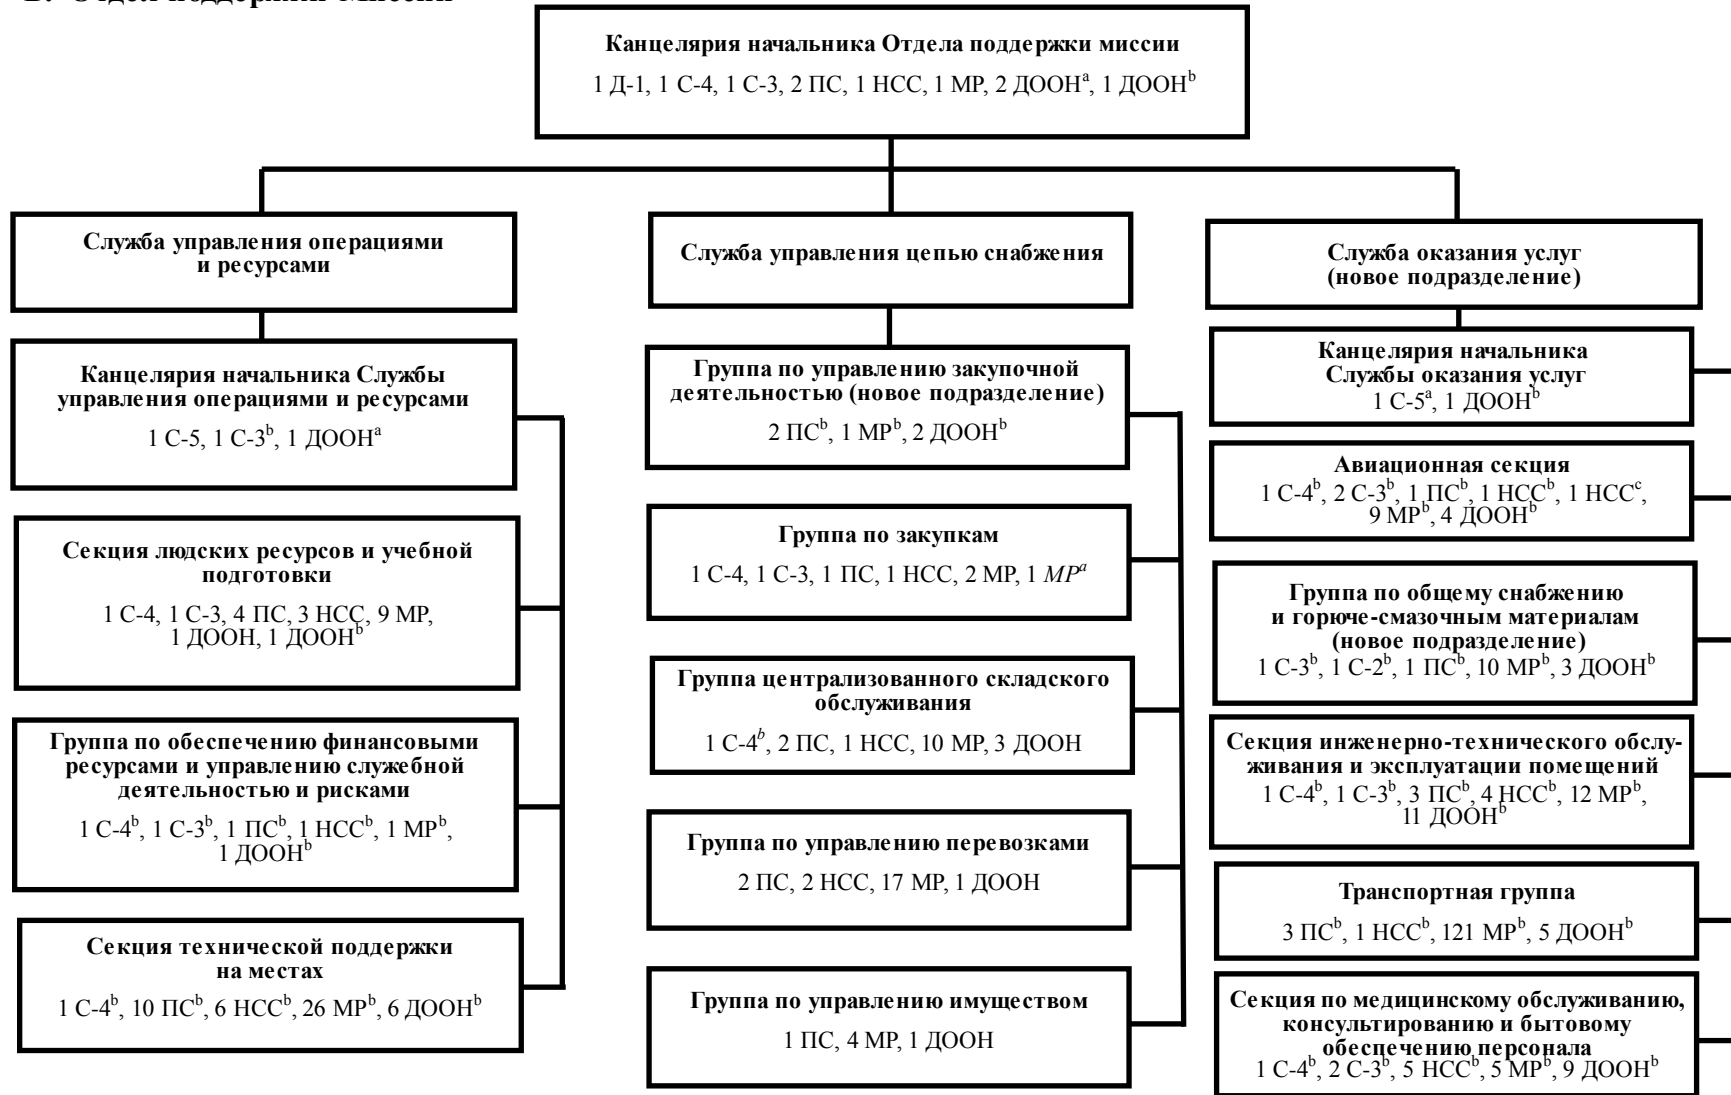 В. Отдел поддержки Миссии
Канцелярия начальника Отдела поддержки миссии
1 Д-1, 1 С-4, 1 С-3, 2 ПС, 1 НСС, 1 МР, 2 ДООНᵃ, 1 ДООНᵇ
Служба управления операциями
и ресурсами
Канцелярия начальника Службы
управления операциями и ресурсами
1 С-5, 1 С-3ᵇ, 1 ДООНᵃ
Секция людских ресурсов и учебной
подготовки
1 С-4, 1 С-3, 4 ПС, 3 НСС, 9 МР,
1 ДООН, 1 ДООНᵇ
Группа по обеспечению финансовыми
ресурсами и управлению служебной
деятельностью и рисками
1 С-4ᵇ, 1 С-3ᵇ, 1 ПСᵇ, 1 НССᵇ, 1 МРᵇ,
1 ДООНᵇ
Секция технической поддержки
на местах
1 С-4ᵇ, 10 ПСᵇ, 6 НССᵇ, 26 МРᵇ, 6 ДООНᵇ
Служба управления цепью снабжения
Группа по управлению закупочной
деятельностью (новое подразделение)
2 ПСᵇ, 1 МРᵇ, 2 ДООНᵇ
Группа по закупкам
1 С-4, 1 С-3, 1 ПС, 1 НСС, 2 МР, 1 МРᵃ
Группа централизованного складского
обслуживания
1 С-4ᵇ, 2 ПС, 1 НСС, 10 МР, 3 ДООН
Группа по управлению перевозками
2 ПС, 2 НСС, 17 МР, 1 ДООН
Группа по управлению имуществом
1 ПС, 4 МР, 1 ДООН
Служба оказания услуг
(новое подразделение)
Канцелярия начальника
Службы оказания услуг
1 С-5ᵃ, 1 ДООНᵇ
Авиационная секция
1 С-4ᵇ, 2 С-3ᵇ, 1 ПСᵇ, 1 НССᵇ, 1 НССᶜ,
9 МРᵇ, 4 ДООНᵇ
Группа по общему снабжению
и горюче-смазочным материалам
(новое подразделение)
1 С-3ᵇ, 1 С-2ᵇ, 1 ПСᵇ, 10 МРᵇ, 3 ДООНᵇ
Секция инженерно-технического обслу-
живания и эксплуатации помещений
1 С-4ᵇ, 1 С-3ᵇ, 3 ПСᵇ, 4 НССᵇ, 12 МРᵇ,
11 ДООНᵇ
Транспортная группа
3 ПСᵇ, 1 НССᵇ, 121 МРᵇ, 5 ДООНᵇ
Секция по медицинскому обслуживанию,
консультированию и бытовому
обеспечению персонала
1 С-4ᵇ, 2 С-3ᵇ, 5 НССᵇ, 5 МРᵇ, 9 ДООНᵇ